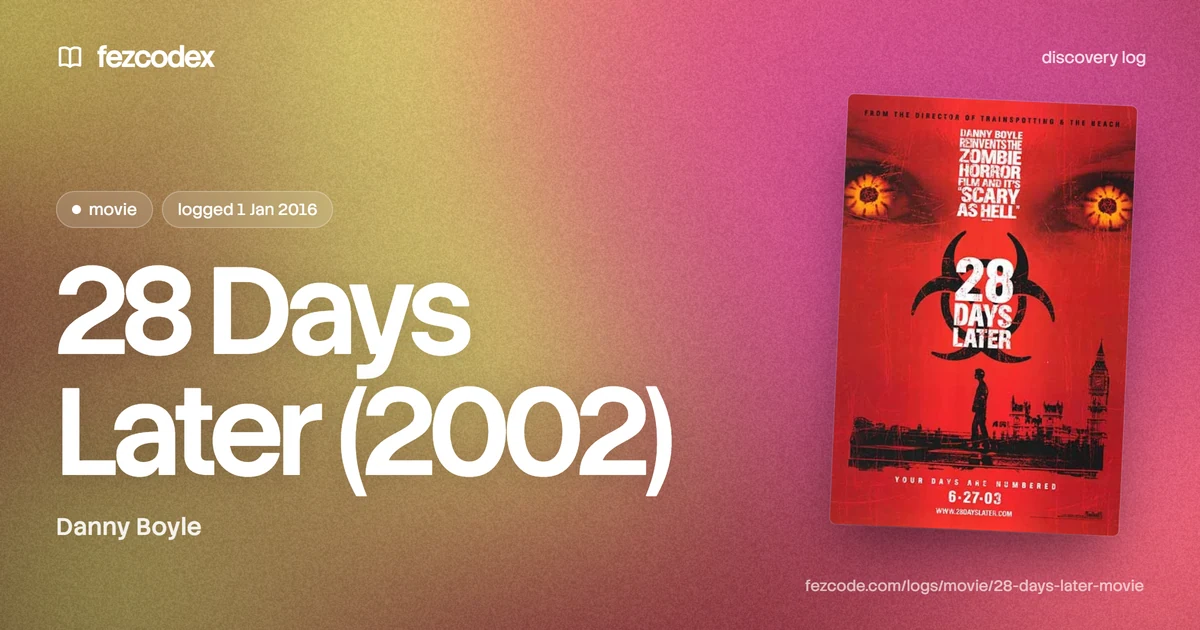 fezcodex
discovery log
movie
logged 1 Jan 2016
28 Days
Later (2002)
Danny Boyle
FROM THE DIRECTOR OF TRAINSPOTTING & THE BEACH
DANNY BOYLE
REINVENTS THE
ZOMBIE
HORROR
FILM AND IT'S
"SCARY
AS HELL"
28
DAYS
LATER
YOUR DAYS ARE NUMBERED
6·27·03
WWW.28DAYSLATER.COM
fezcode.com/logs/movie/28-days-later-movie